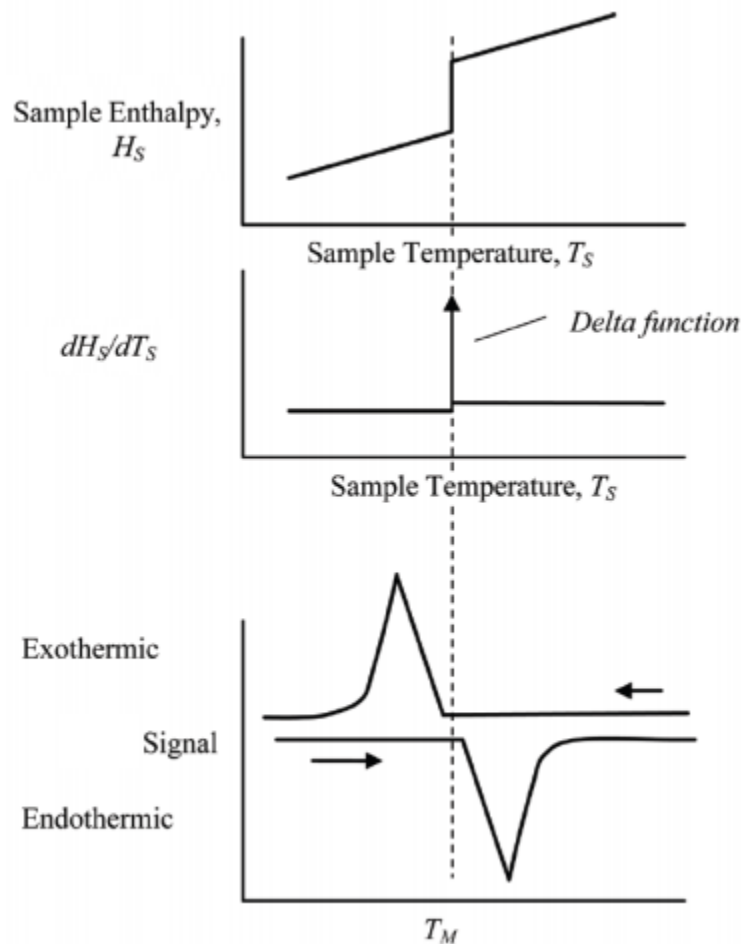 Sample Enthalpy,
H_S
Sample Temperature, T_S
Delta function
dH_S/dT_S
Sample Temperature, T_S
Exothermic
Signal
Endothermic
T_M